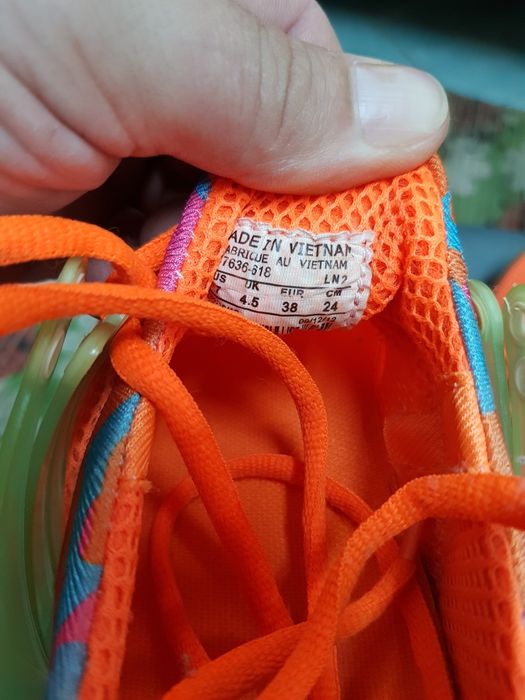 ADE IN VIETNAM
ABRIQUE AU VIETNAM
7636-618 LN2
US UK EUR CM
4.5 38 24